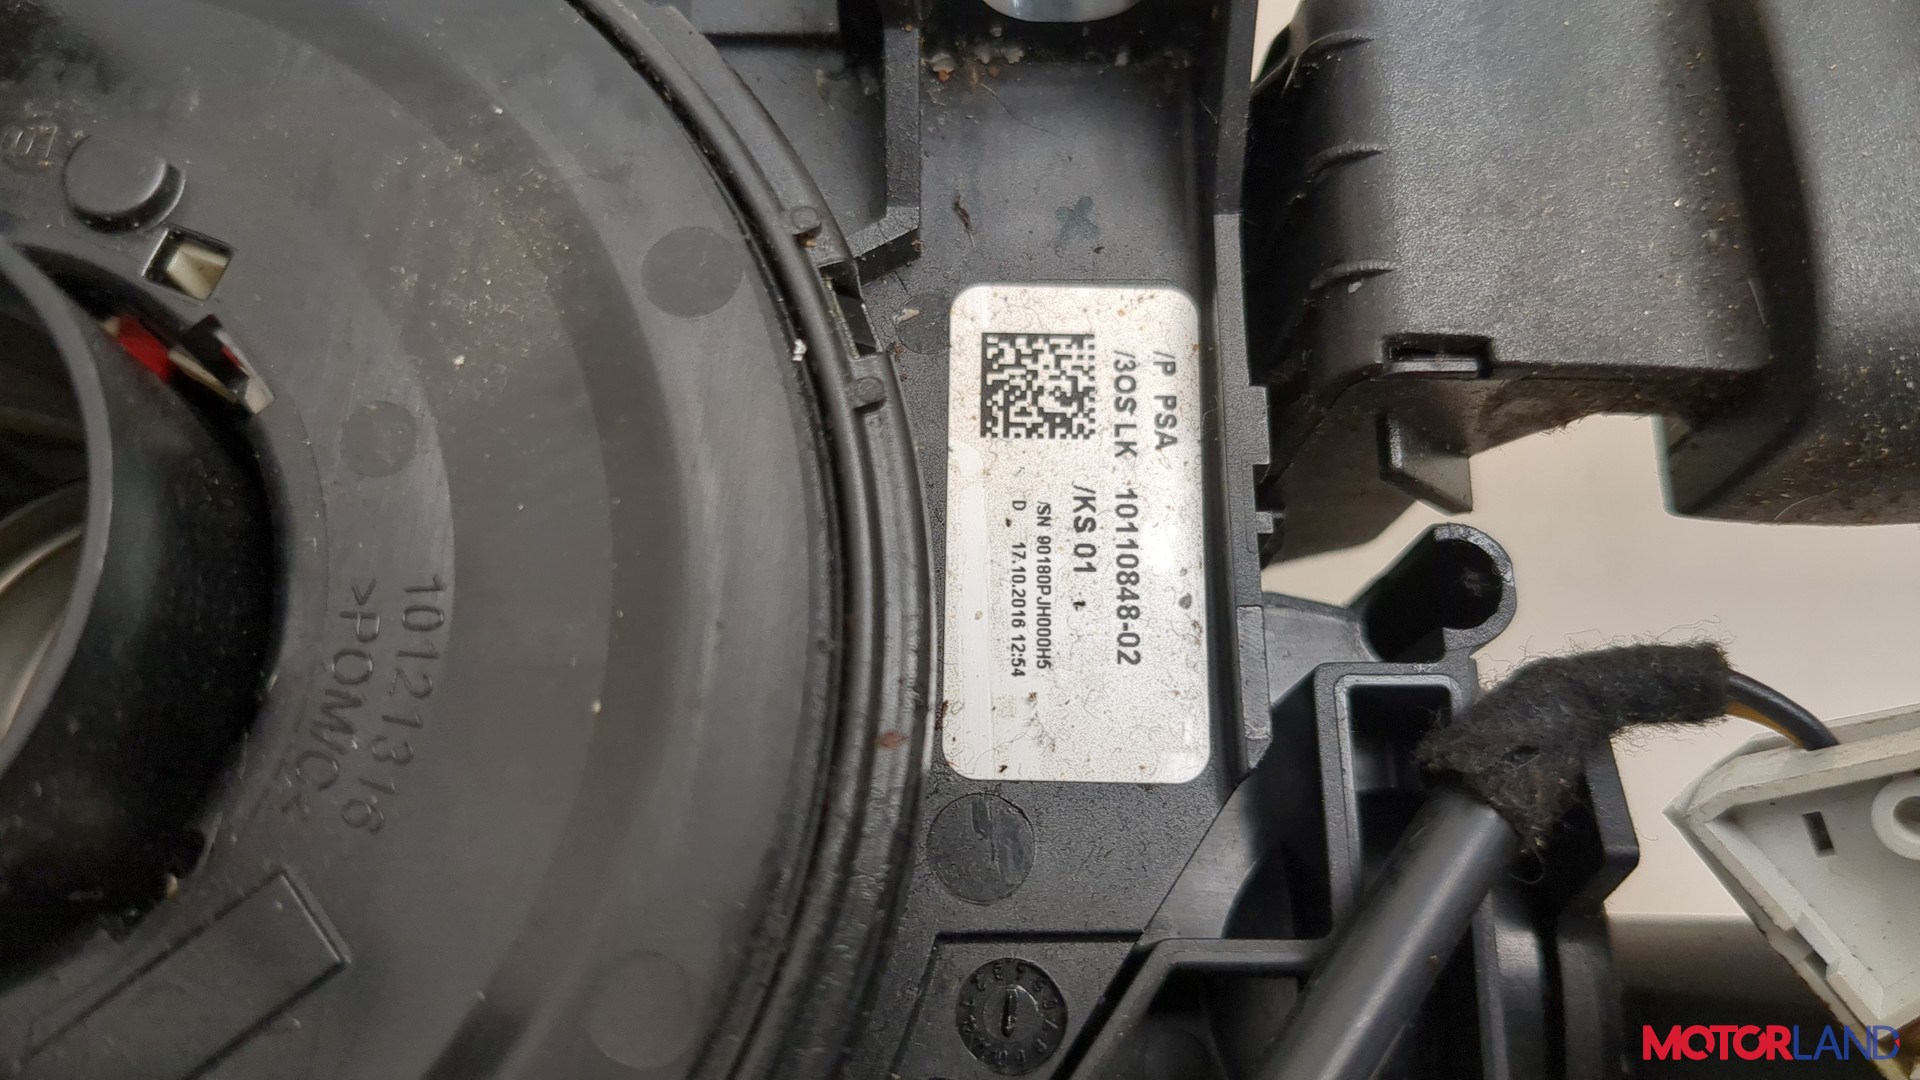 /P PSA
/3OS LK 10110848-02
/KS 01
/SN 90180PJH000H5
D 17.10.2016 12:54
10121316
>POM/C<
MOTORLAND